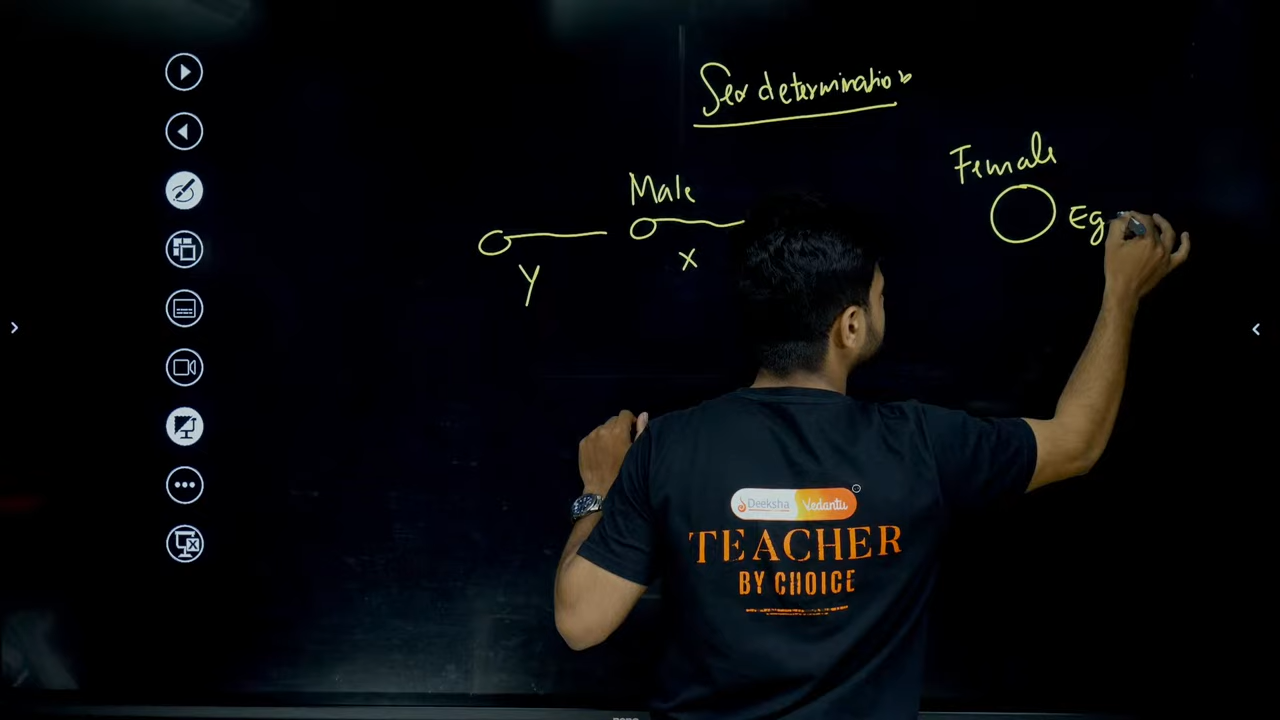 Sex determination
Female
Male
Eg
X
Y
Deeksha Vedantu
TEACHER
BY CHOICE